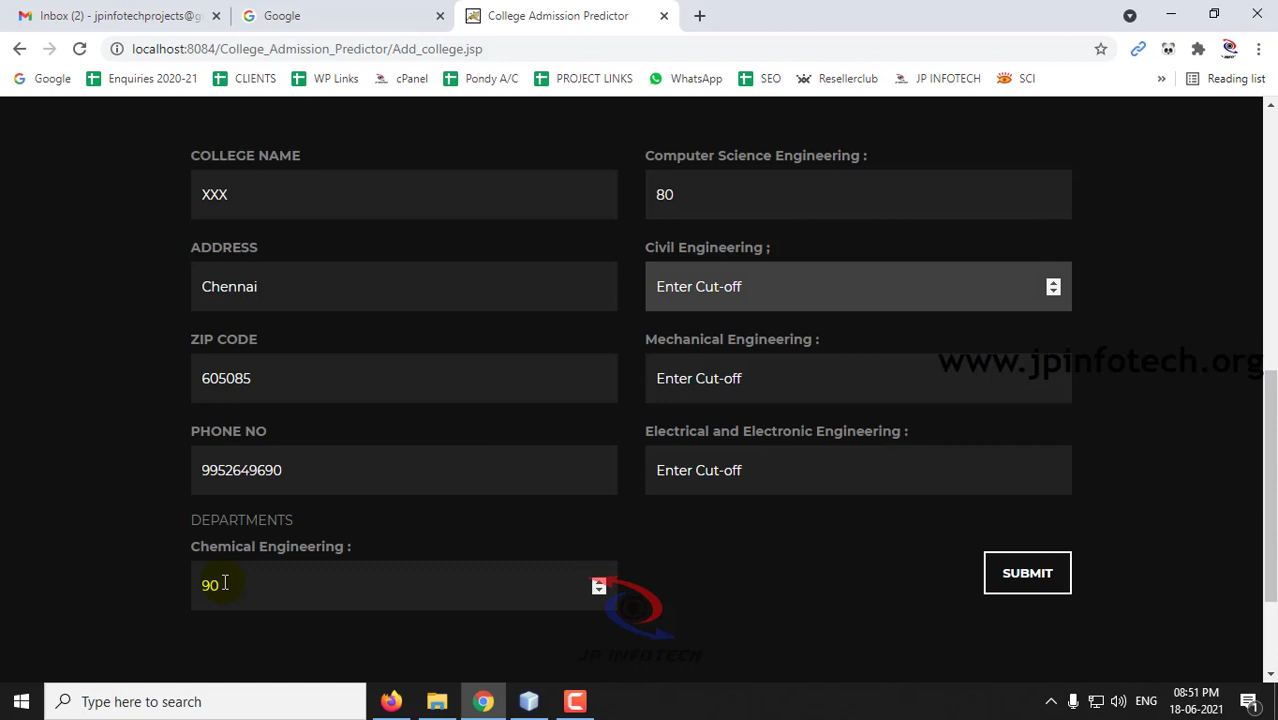 Inbox (2) - jpinfotechprojects@g
Google
College Admission Predictor
localhost:8084/College_Admission_Predictor/Add_college.jsp
Google
Enquiries 2020-21
CLIENTS
WP Links
cPanel
Pondy A/C
PROJECT LINKS
WhatsApp
SEO
Resellerclub
JP INFOTECH
SCI
»
Reading list
COLLEGE NAME
XXX
Computer Science Engineering :
80
ADDRESS
Chennai
Civil Engineering ;
Enter Cut-off
ZIP CODE
605085
Mechanical Engineering :
Enter Cut-off
www.jpinfotech.org
PHONE NO
9952649690
Electrical and Electronic Engineering :
Enter Cut-off
DEPARTMENTS
Chemical Engineering :
90
SUBMIT
JP INFOTECH
Type here to search
ENG
08:51 PM
18-06-2021
1